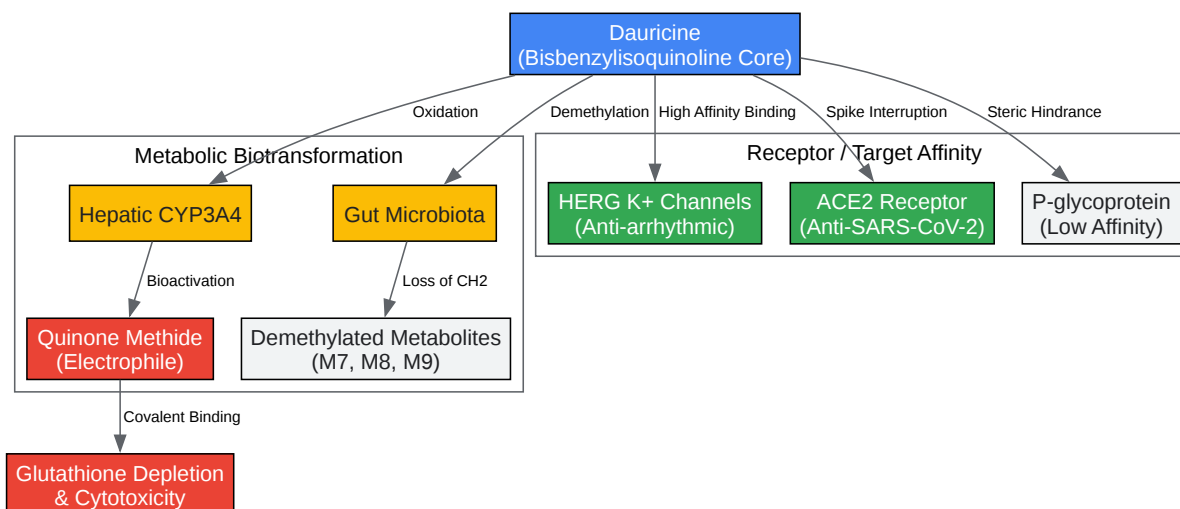 Dauricine
(Bisbenzylisoquinoline Core)
Oxidation
Demethylation
High Affinity Binding
Spike Interruption
Steric Hindrance
Metabolic Biotransformation
Receptor / Target Affinity
Hepatic CYP3A4
Gut Microbiota
HERG K+ Channels
(Anti-arrhythmic)
ACE2 Receptor
(Anti-SARS-CoV-2)
P-glycoprotein
(Low Affinity)
Bioactivation
Loss of CH2
Quinone Methide
(Electrophile)
Demethylated Metabolites
(M7, M8, M9)
Covalent Binding
Glutathione Depletion
& Cytotoxicity